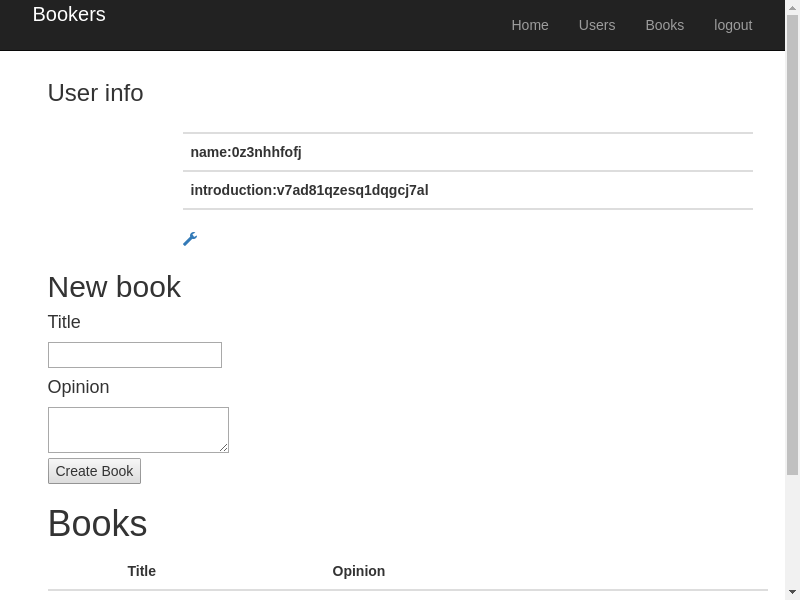 Bookers
Home Users Books logout
User info
name:0z3nhhfofj
introduction:v7ad81qzesq1dqgcj7al
New book
Title
Opinion
Create Book
Books
Title Opinion